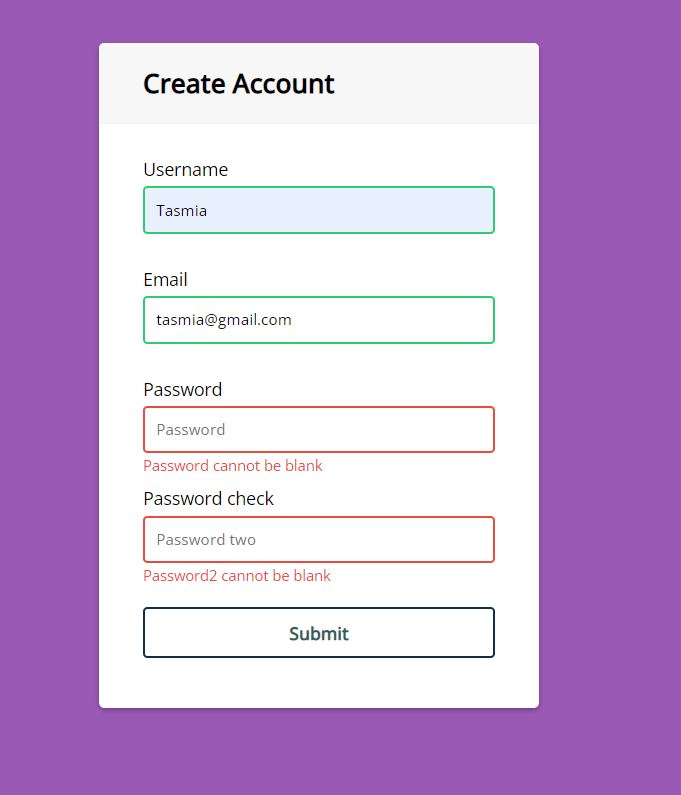 Create Account
Username
Tasmia
Email
tasmia@gmail.com
Password
Password
Password cannot be blank
Password check
Password two
Password2 cannot be blank
Submit